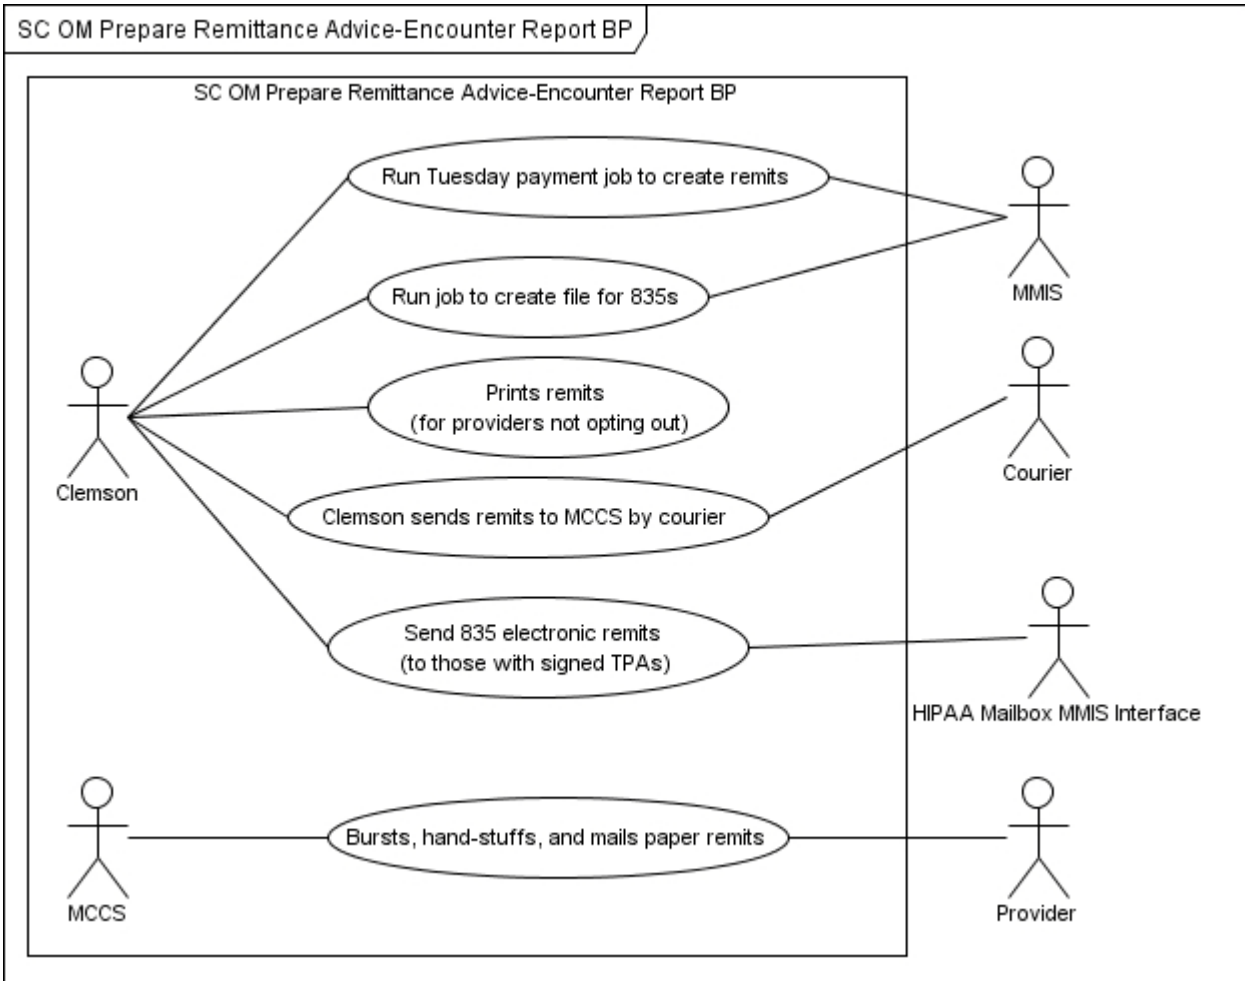 SC OM Prepare Remittance Advice-Encounter Report BP
SC OM Prepare Remittance Advice-Encounter Report BP
Run Tuesday payment job to create remits
MMIS
Run job to create file for 835s
Prints remits
(for providers not opting out)
Clemson
Courier
Clemson sends remits to MCCS by courier
Send 835 electronic remits
(to those with signed TPAs)
HIPAA Mailbox MMIS Interface
Bursts, hand-stuffs, and mails paper remits
MCCS
Provider